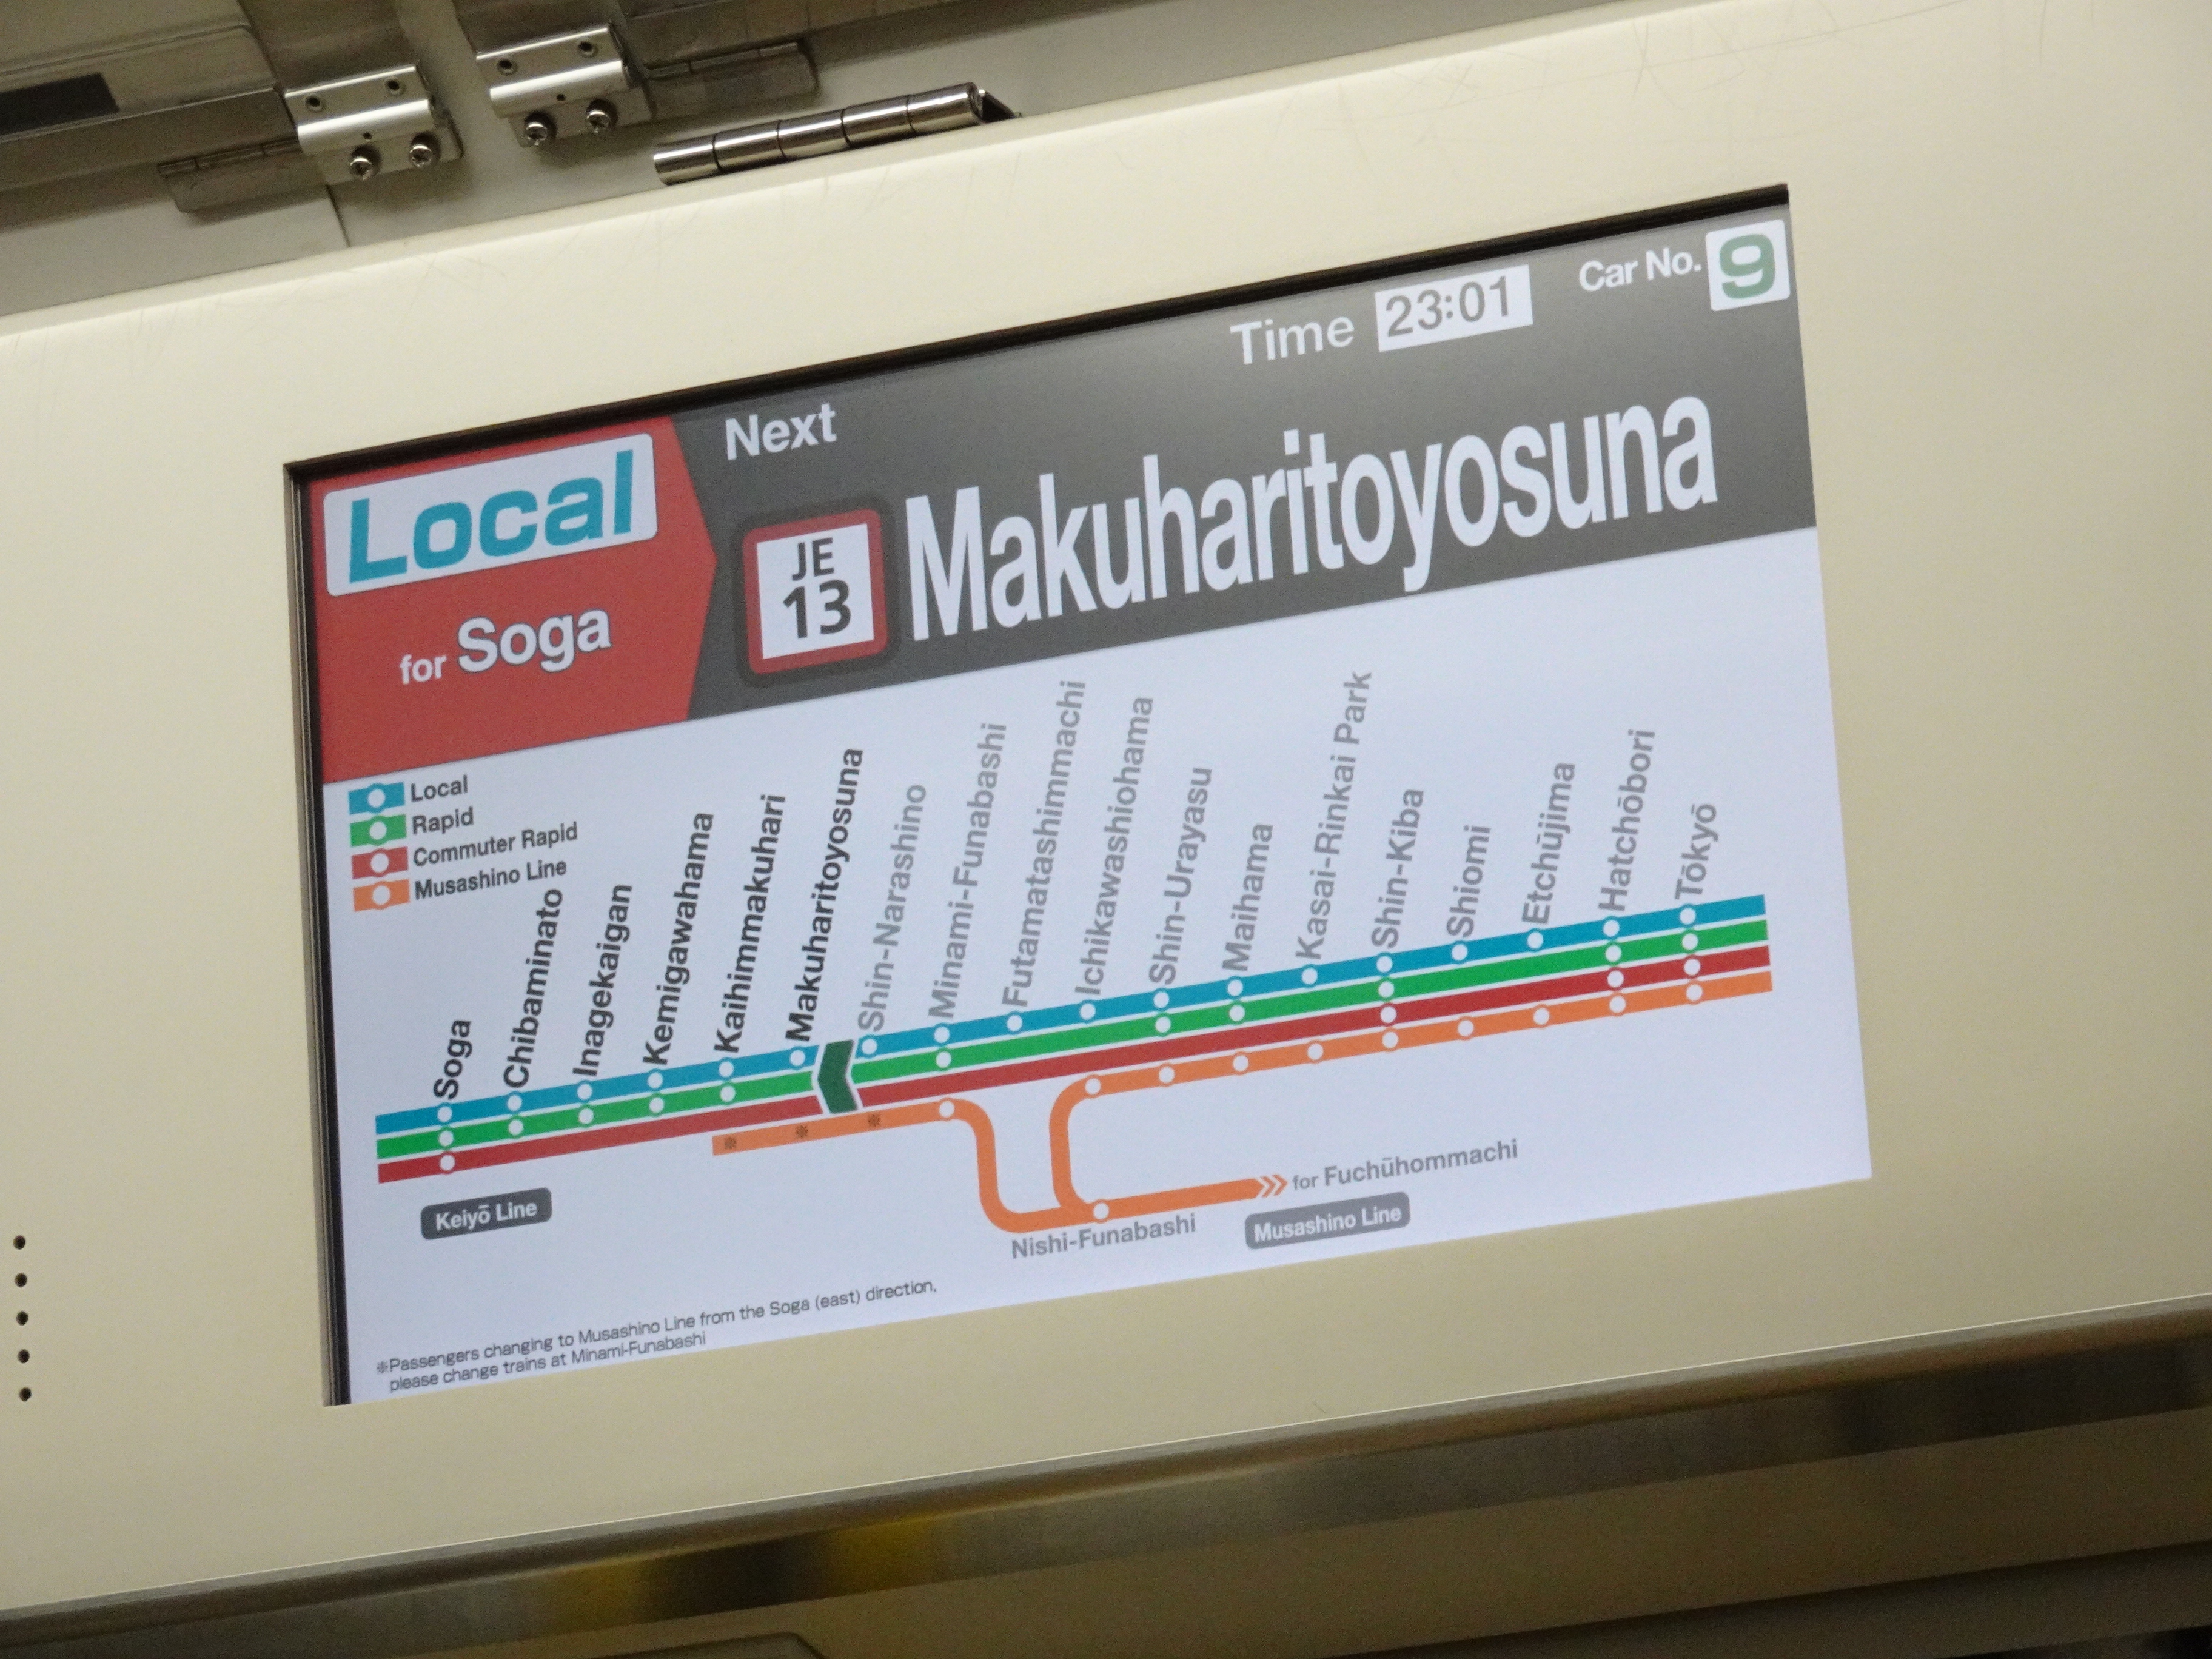 Time 23:01 Car No. 9
Local
for Soga
Next
JE
13
Makuharitoyosuna
Local
Rapid
Commuter Rapid
Musashino Line
Soga
Chibaminato
Inagekaigan
Kemigawahama
Kaihimmakuhari
Makuharitoyosuna
Shin-Narashino
Minami-Funabashi
Futamatashimmachi
Ichikawashiohama
Shin-Urayasu
Maihama
Kasai-Rinkai Park
Shin-Kiba
Shiomi
Etchūjima
Hatchōbori
Tōkyō
※ ※ ※
Keiyō Line
Nishi-Funabashi
for Fuchūhommachi
Musashino Line
※Passengers changing to Musashino Line from the Soga (east) direction,
please change trains at Minami-Funabashi